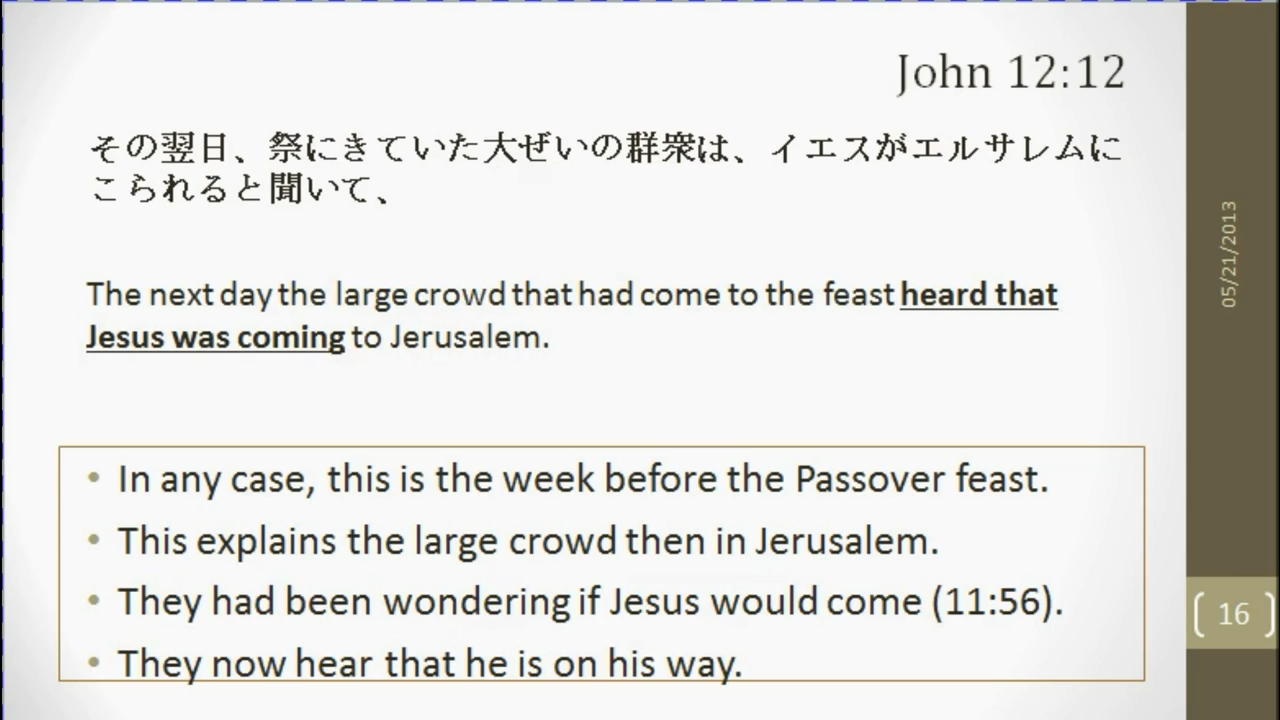 John 12:12
その翌日、祭にきていた大ぜいの群衆は、イエスがエルサレムに
こられると聞いて、
The next day the large crowd that had come to the feast heard that
Jesus was coming to Jerusalem.
• In any case, this is the week before the Passover feast.
• This explains the large crowd then in Jerusalem.
• They had been wondering if Jesus would come (11:56).
• They now hear that he is on his way.
05/21/2013
16